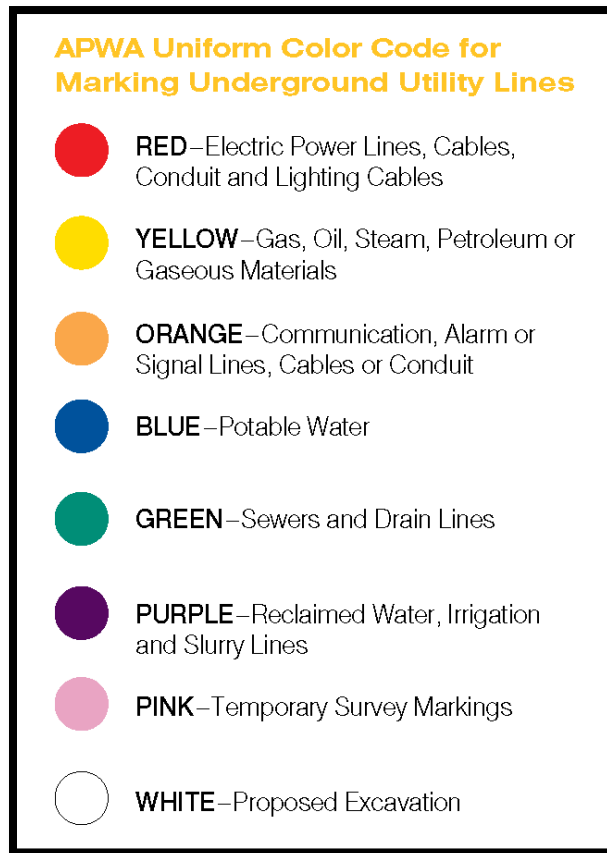 APWA Uniform Color Code for
Marking Underground Utility Lines
RED–Electric Power Lines, Cables,
Conduit and Lighting Cables
YELLOW–Gas, Oil, Steam, Petroleum or
Gaseous Materials
ORANGE–Communication, Alarm or
Signal Lines, Cables or Conduit
BLUE–Potable Water
GREEN–Sewers and Drain Lines
PURPLE–Reclaimed Water, Irrigation
and Slurry Lines
PINK–Temporary Survey Markings
WHITE–Proposed Excavation